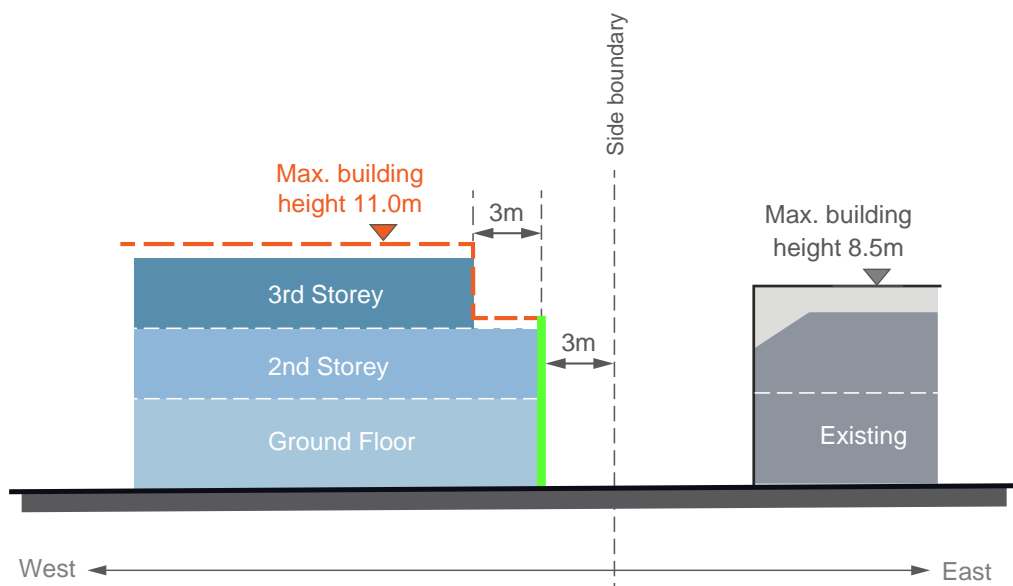 Side boundary
Max. building
height 11.0m
3m
Max. building
height 8.5m
3rd Storey
3m
2nd Storey
Ground Floor
Existing
West
East